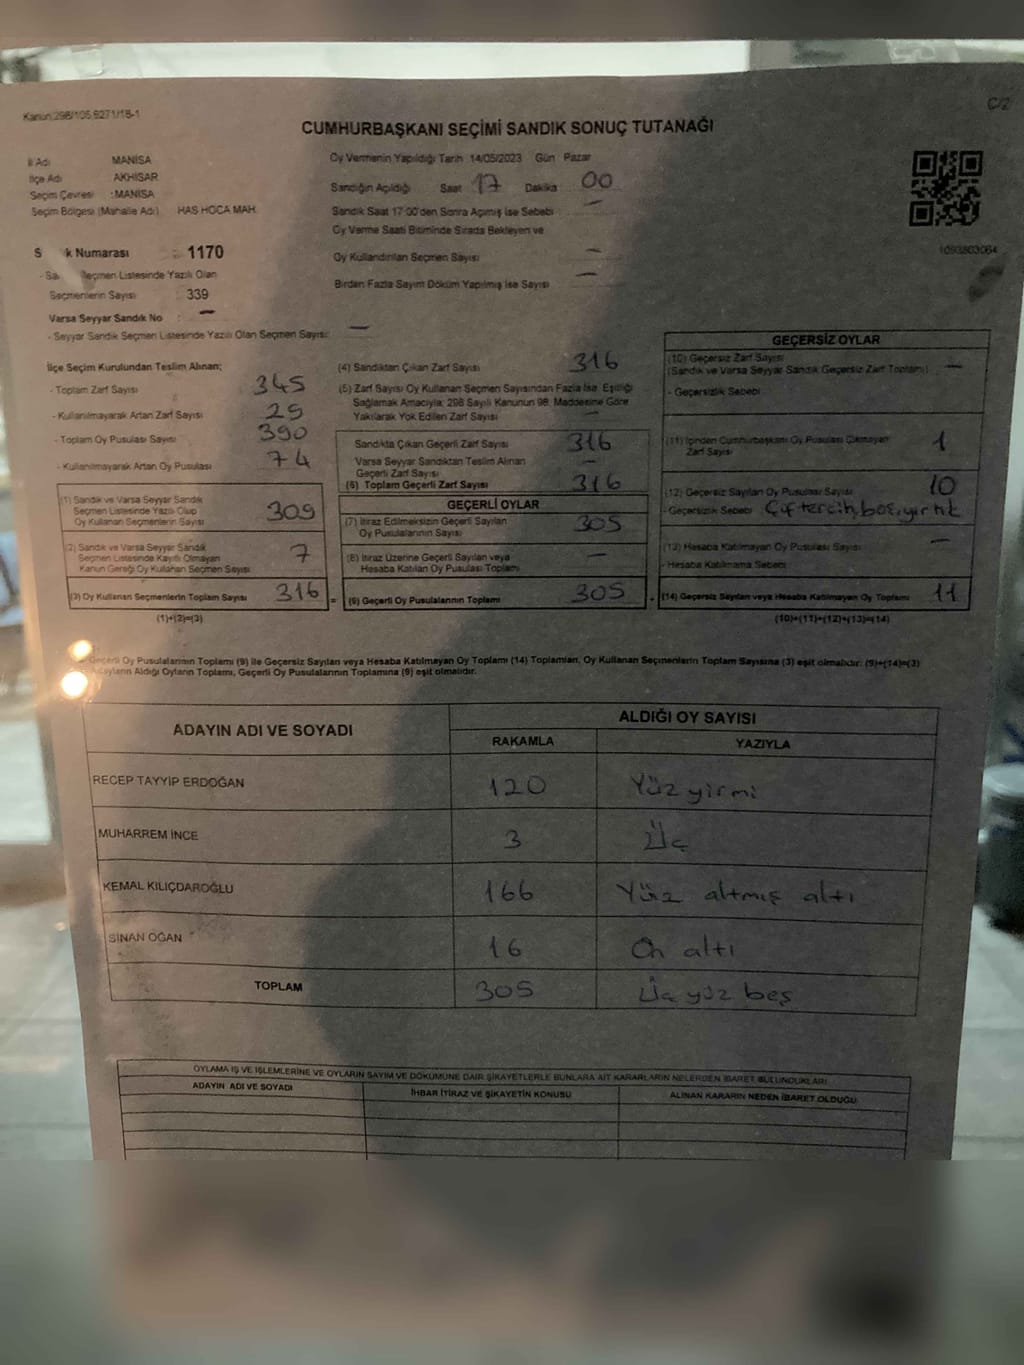 Kanun:298/105,6271/18-1
C/2
CUMHURBAŞKANI SEÇİMİ SANDIK SONUÇ TUTANAĞI
İl Adı MANİSA
İlçe Adı AKHİSAR
Seçim Çevresi : MANİSA
Seçim Bölgesi (Mahalle Adı) HAS HOCA MAH.
Oy Vermenin Yapıldığı Tarih 14/05/2023 Gün Pazar
Sandığın Açıldığı Saat 17 Dakika 00
Sandık Saat 17:00'den Sonra Açılmış İse Sebebi —
Oy Verme Saati Bitiminde Sırada Bekleyen ve
Oy Kullandırılan Seçmen Sayısı —
Birden Fazla Sayım Döküm Yapılmış İse Sayısı —
1093803064
S k Numarası : 1170
- Sa eçmen Listesinde Yazılı Olan
Seçmenlerin Sayısı : 339
Varsa Seyyar Sandık No : —
- Seyyar Sandık Seçmen Listesinde Yazılı Olan Seçmen Sayısı: —
İlçe Seçim Kurulundan Teslim Alınan;
- Toplam Zarf Sayısı 345
- Kullanılmayarak Artan Zarf Sayısı 29
- Toplam Oy Pusulası Sayısı 390
- Kullanılmayarak Artan Oy Pusulası 74
(1) Sandık ve Varsa Seyyar Sandık
Seçmen Listesinde Yazılı Olup
Oy Kullanan Seçmenlerin Sayısı 309
(2) Sandık ve Varsa Seyyar Sandık
Seçmen Listesinde Kayıtlı Olmayan
Kanun Gereği Oy Kullanan Seçmen Sayısı 7
(3) Oy Kullanan Seçmenlerin Toplam Sayısı 316 =
(1)+(2)=(3)
(4) Sandıktan Çıkan Zarf Sayısı 316
(5) Zarf Sayısı Oy Kullanan Seçmen Sayısından Fazla İse, Eşitliği
Sağlamak Amacıyla; 298 Sayılı Kanunun 98. Maddesine Göre
Yakılarak Yok Edilen Zarf Sayısı —
Sandıkta Çıkan Geçerli Zarf Sayısı 316
Varsa Seyyar Sandıktan Teslim Alınan
Geçerli Zarf Sayısı —
(6) Toplam Geçerli Zarf Sayısı 316
GEÇERLİ OYLAR
(7) İtiraz Edilmeksizin Geçerli Sayılan
Oy Pusulalarının Sayısı 305
(8) İtiraz Üzerine Geçerli Sayılan veya
Hesaba Katılan Oy Pusulası Toplamı —
(9) Geçerli Oy Pusulalarının Toplamı 305
GEÇERSİZ OYLAR
(10) Geçersiz Zarf Sayısı
(Sandık ve Varsa Seyyar Sandık Geçersiz Zarf Toplamı) —
- Geçersizlik Sebebi
(11) İçinden Cumhurbaşkanı Oy Pusulası Çıkmayan
Zarf Sayısı 1
(12) Geçersiz Sayılan Oy Pusulası Sayısı 10
- Geçersizlik Sebebi Çift tercih, boş, yırtık
(13) Hesaba Katılmayan Oy Pusulası Sayısı —
- Hesaba Katılmama Sebebi
(14) Geçersiz Sayılan veya Hesaba Katılmayan Oy Toplamı 11
(10)+(11)+(12)+(13)=(14)
Geçerli Oy Pusulalarının Toplamı (9) ile Geçersiz Sayılan veya Hesaba Katılmayan Oy Toplamı (14) Toplamları, Oy Kullanan Seçmenlerin Toplam Sayısına (3) eşit olmalıdır: (9)+(14)=(3)
Adayların Aldığı Oyların Toplamı, Geçerli Oy Pusulalarının Toplamına (9) eşit olmalıdır.
ADAYIN ADI VE SOYADI
ALDIĞI OY SAYISI
RAKAMLA YAZIYLA
RECEP TAYYİP ERDOĞAN 120 Yüz yirmi
MUHARREM İNCE 3 Üç
KEMAL KILIÇDAROĞLU 166 Yüz altmış altı
SİNAN OĞAN 16 On altı
TOPLAM 305 Üç yüz beş
OYLAMA İŞ VE İŞLEMLERİNE VE OYLARIN SAYIM VE DÖKÜMÜNE DAİR ŞİKAYETLERLE BUNLARA AİT KARARLARIN NELERDEN İBARET BULUNDUKLARI
ADAYIN ADI VE SOYADI İHBAR İTİRAZ VE ŞİKAYETİN KONUSU ALINAN KARARIN NEDEN İBARET OLDUĞU